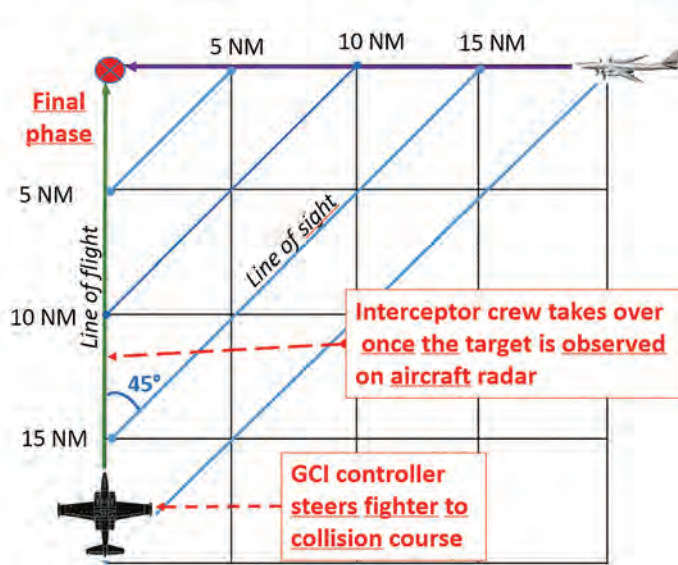 5 NM
10 NM
15 NM
Final
phase
5 NM
Line of flight
Line of sight
10 NM
Interceptor crew takes over
once the target is observed
on aircraft radar
45°
15 NM
GCI controller
steers fighter to
collision course